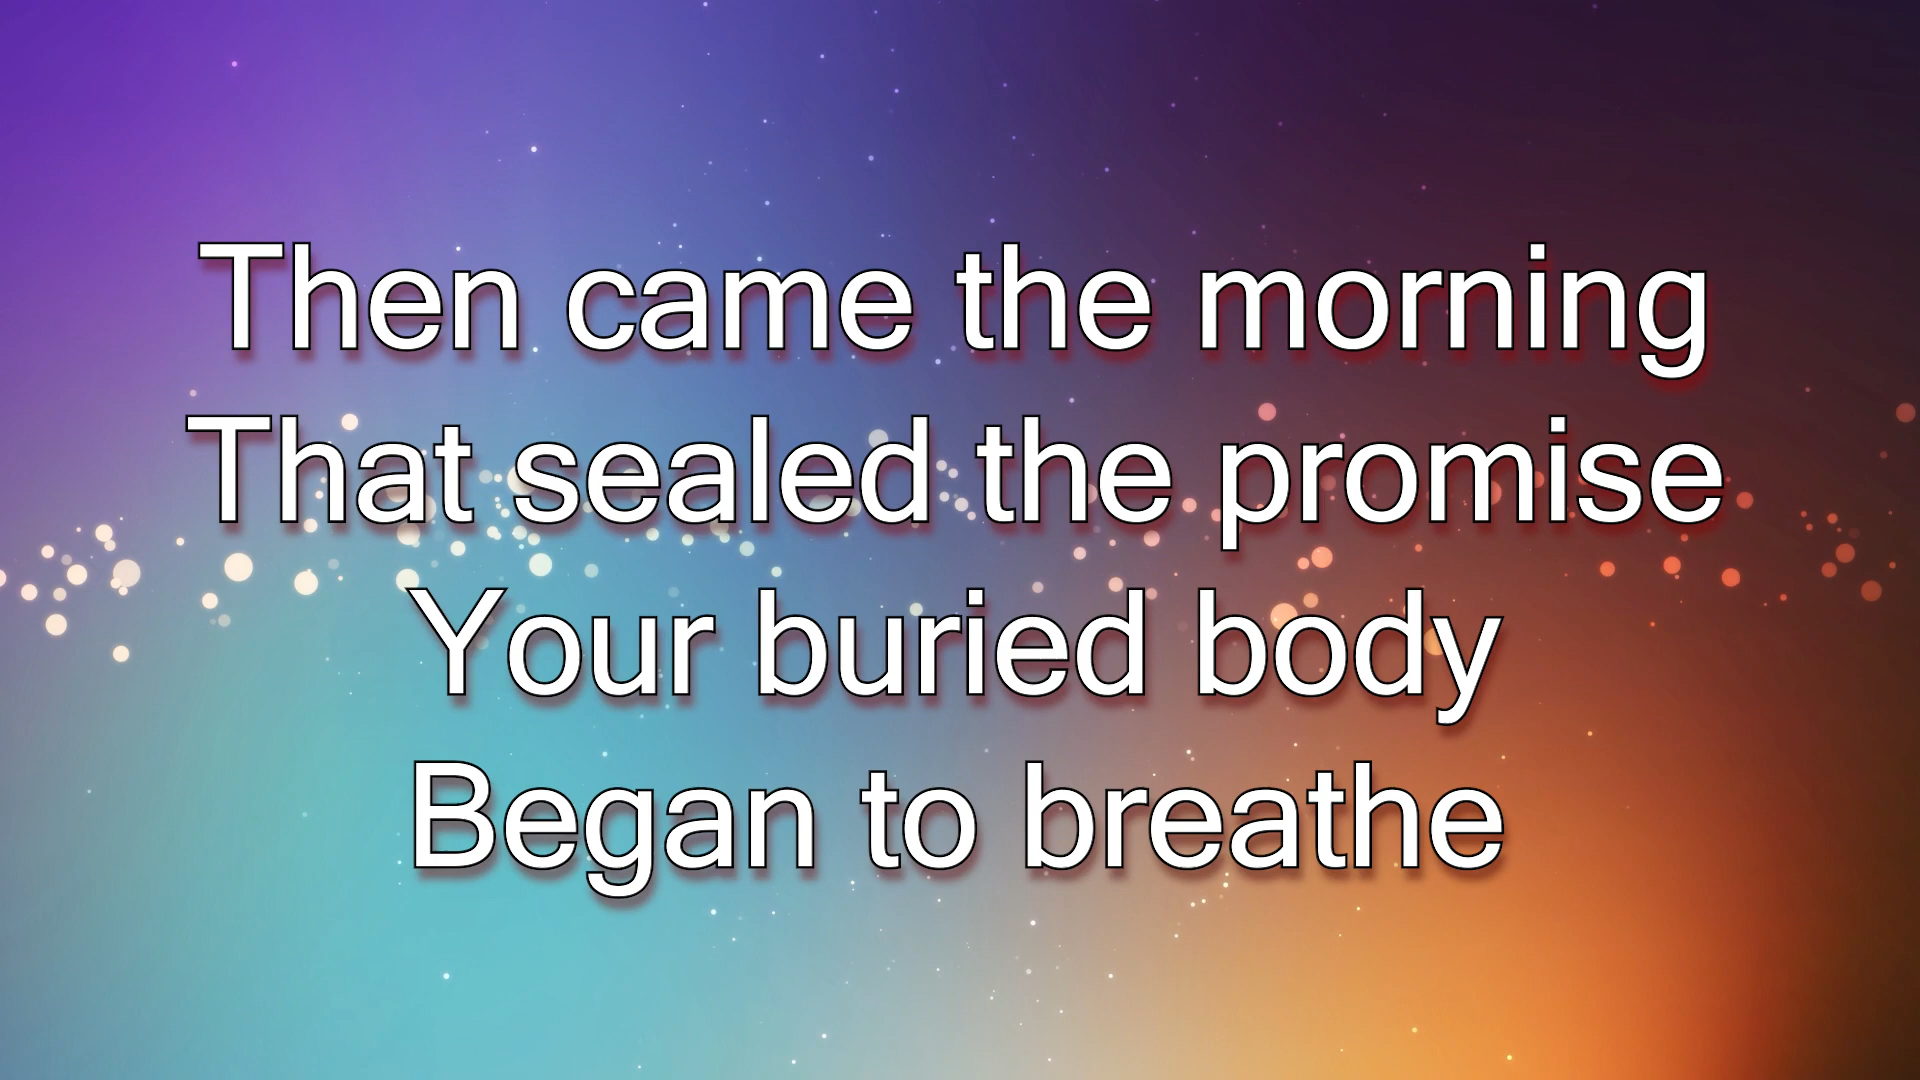 Then came the morning
That sealed the promise
Your buried body
Began to breathe